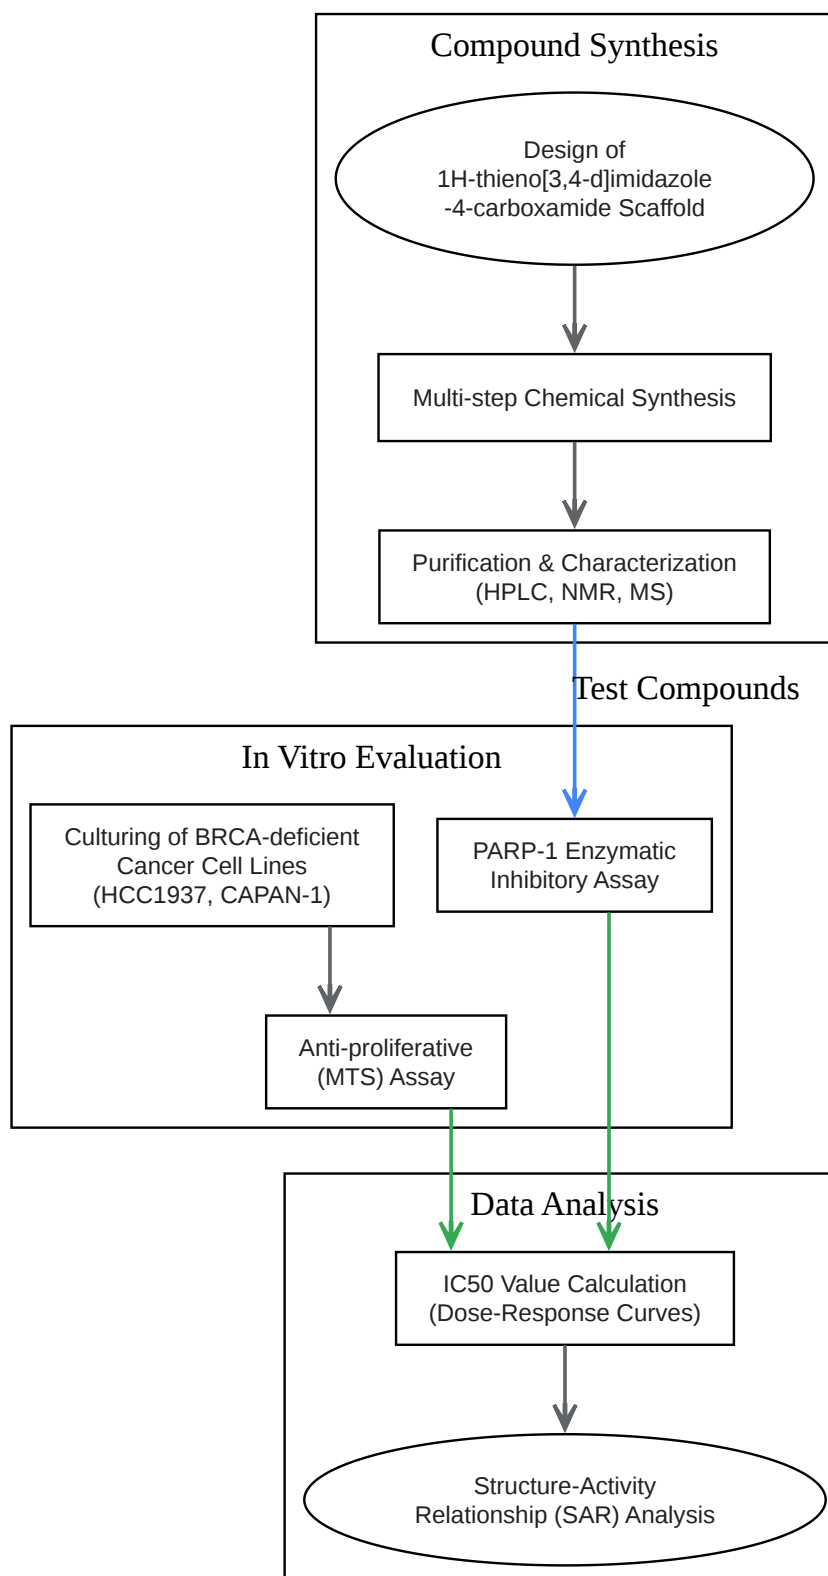 Compound Synthesis
Design of
1H-thieno[3,4-d]imidazole
-4-carboxamide Scaffold
Multi-step Chemical Synthesis
Purification & Characterization
(HPLC, NMR, MS)
Test Compounds
In Vitro Evaluation
Culturing of BRCA-deficient
Cancer Cell Lines
(HCC1937, CAPAN-1)
PARP-1 Enzymatic
Inhibitory Assay
Anti-proliferative
(MTS) Assay
Data Analysis
IC50 Value Calculation
(Dose-Response Curves)
Structure-Activity
Relationship (SAR) Analysis